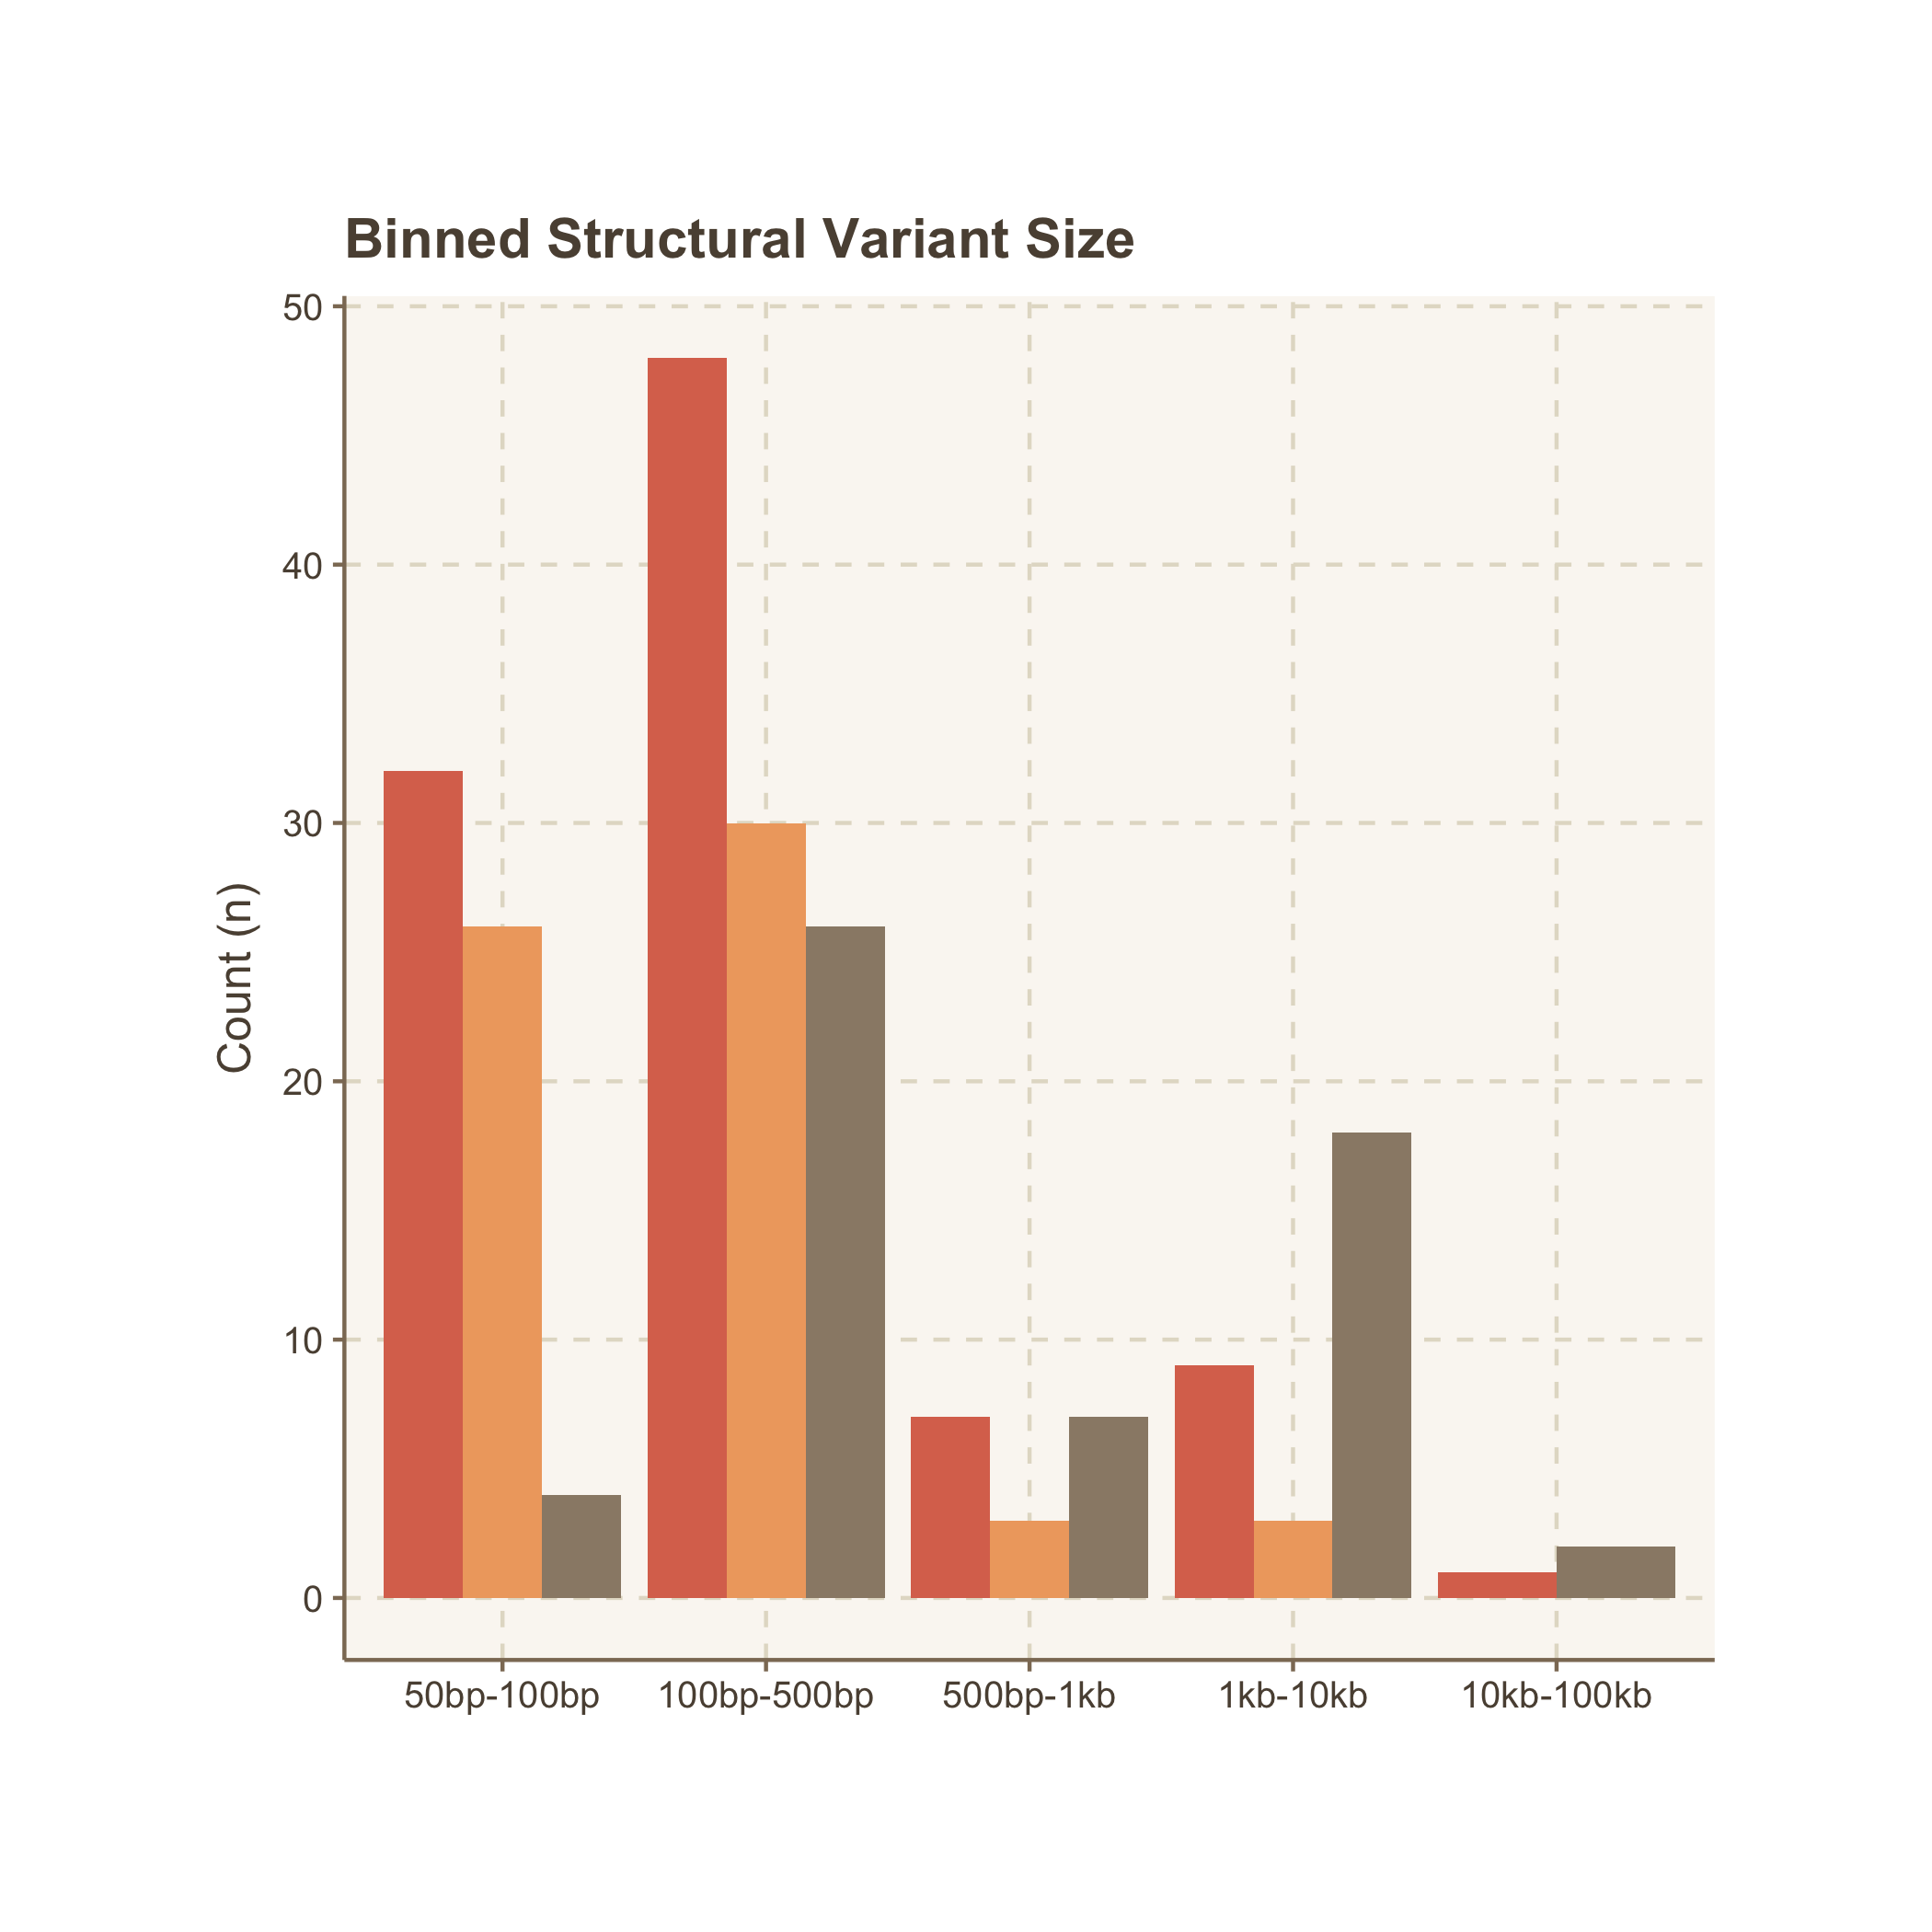 Binned Structural Variant Size
50
40
30
20
10
0
Count (n)
50bp-100bp
100bp-500bp
500bp-1kb
1kb-10kb
10kb-100kb